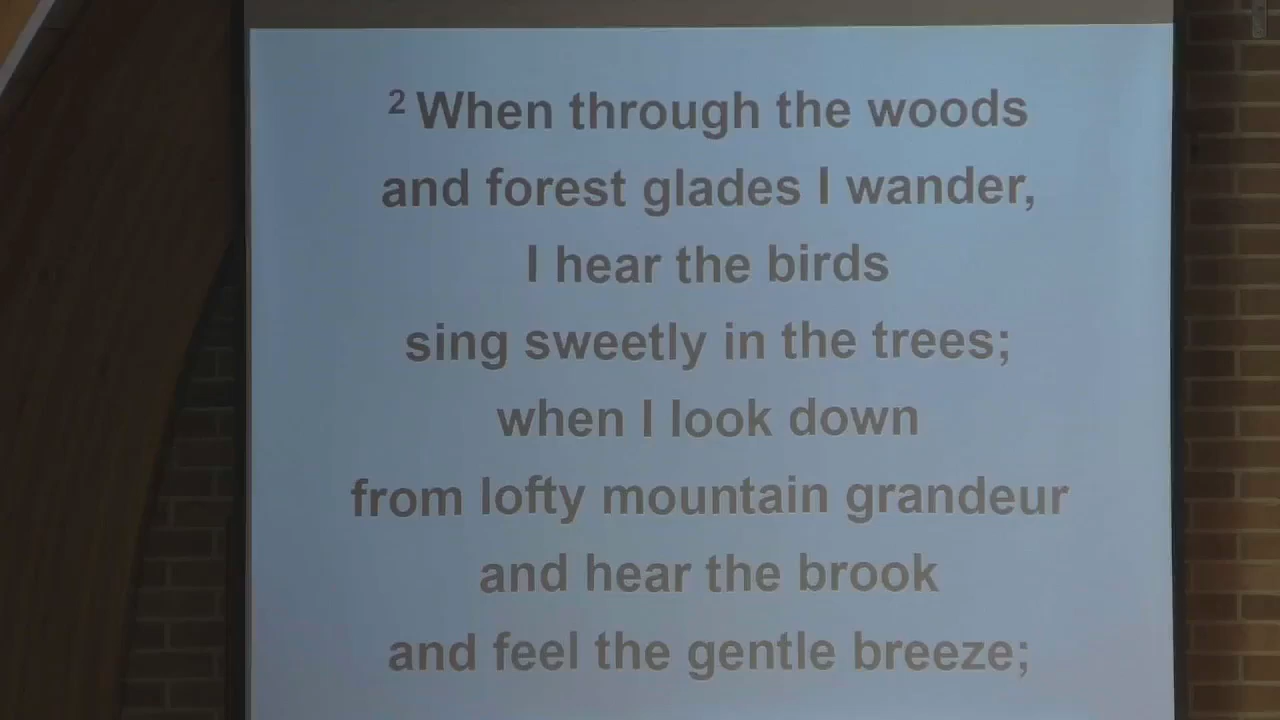 2 When through the woods
and forest glades I wander,
I hear the birds
sing sweetly in the trees;
when I look down
from lofty mountain grandeur
and hear the brook
and feel the gentle breeze;